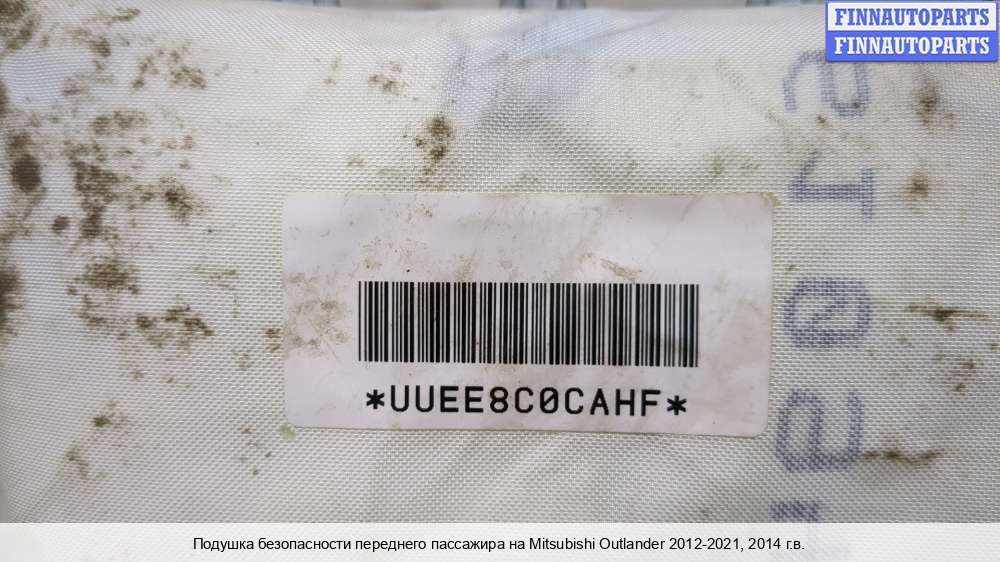 FINNAUTOPARTS
FINNAUTOPARTS
*UUEE8C0CAHF*
Подушка безопасности переднего пассажира на Mitsubishi Outlander 2012-2021, 2014 г.в.